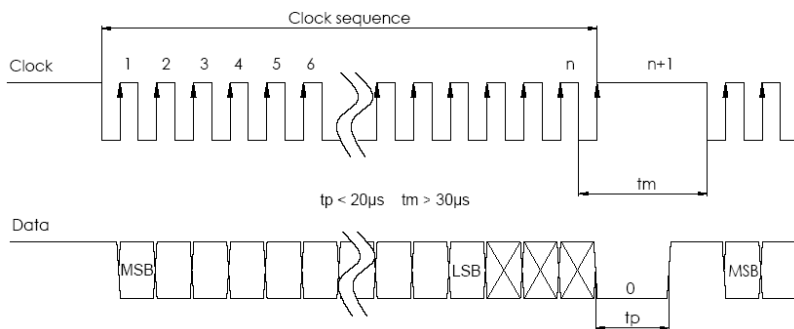 Clock sequence
Clock 1 2 3 4 5 6 n n+1
tm
tp < 20µs tm > 30µs
Data
MSB LSB 0 MSB
tp